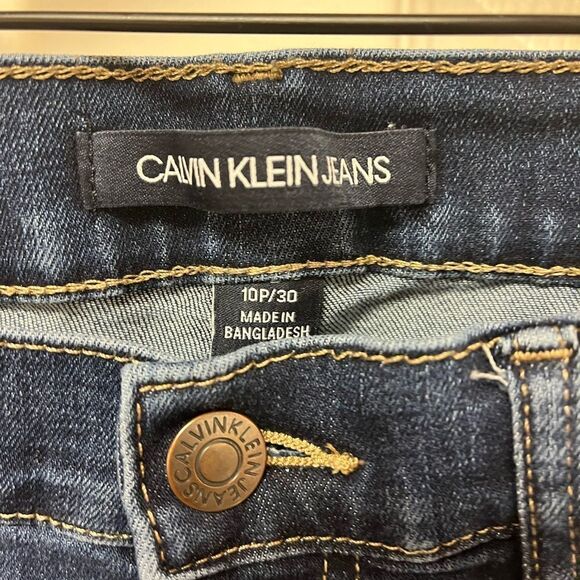 CALVIN KLEIN JEANS
10P/30
MADE IN
BANGLADESH
CALVIN KLEIN JEANS